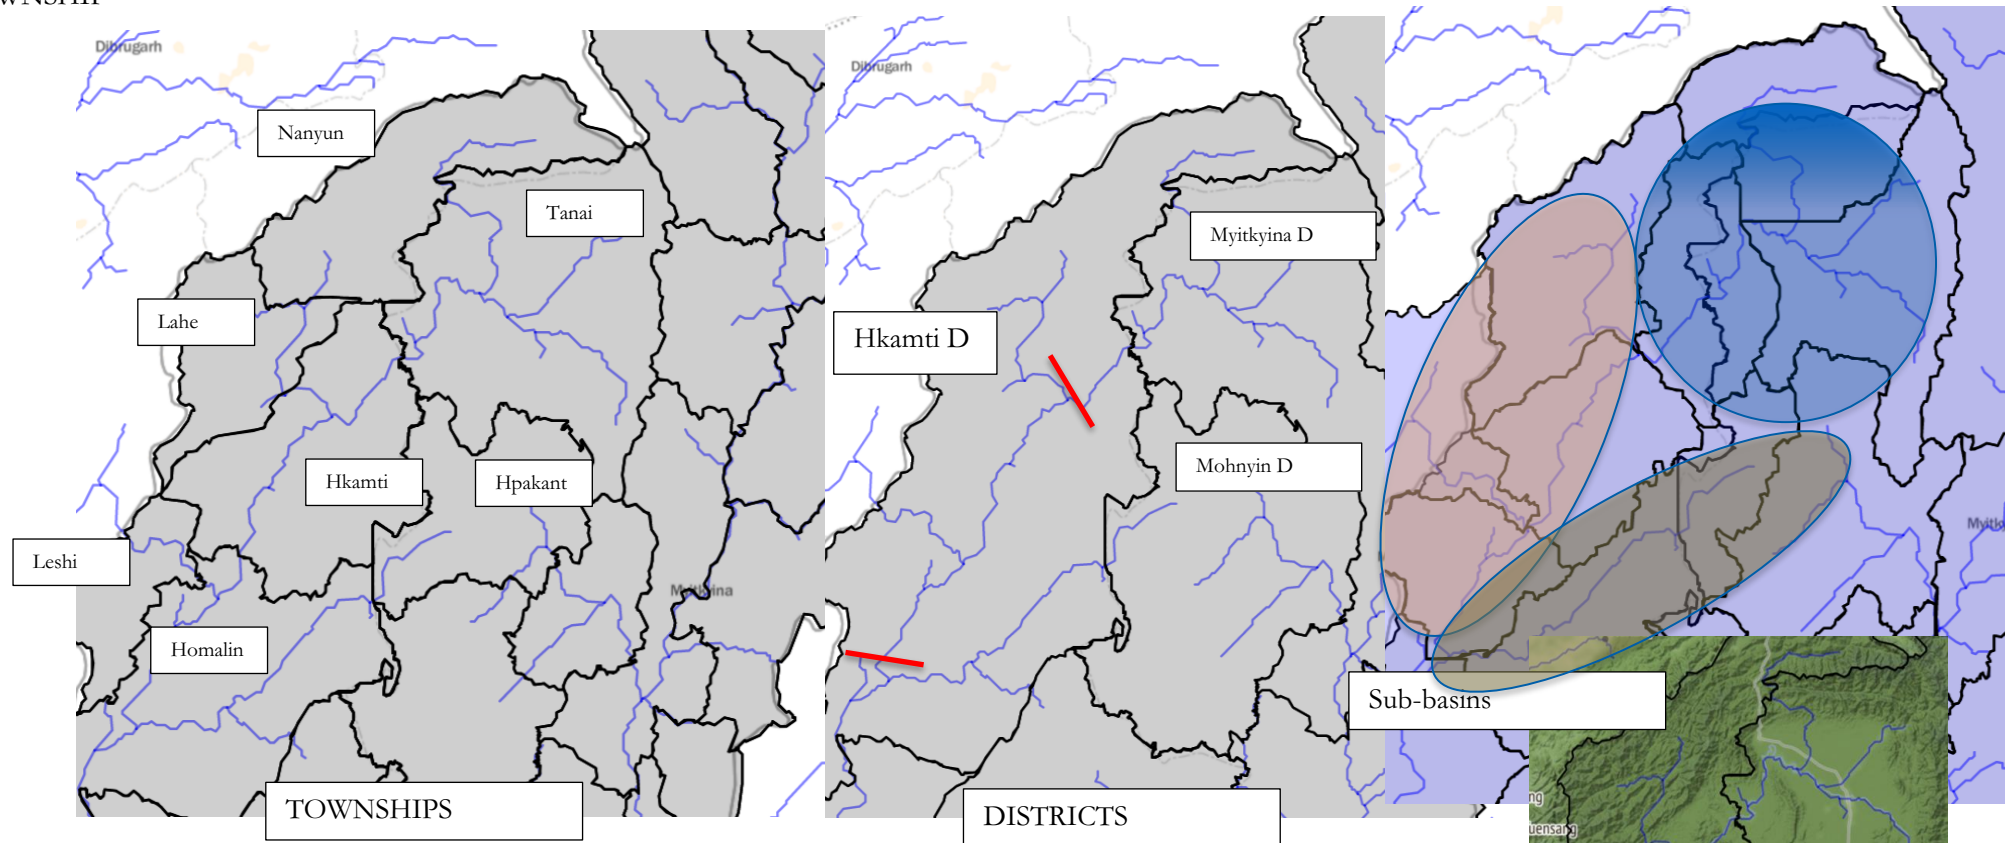 Dibrugarh
Nanyun
Tanai
Lahe
Hkamti
Hpakant
Leshi
Homalin
TOWNSHIPS
Dibrugarh
Myitkyina D
Hkamti D
Mohnyin D
DISTRICTS
Sub-basins